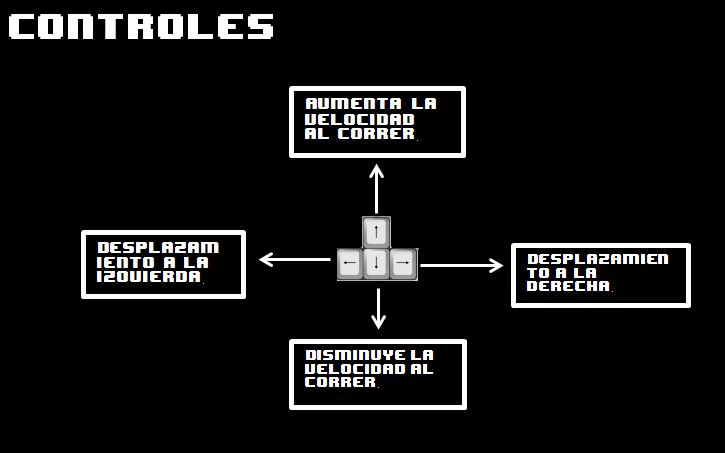 CONTROLES
AUMENTA LA
VELOCIDAD
AL CORRER.
DESPLAZAM
IENTO A LA
IZQUIERDA.
↑
← ↓ →
DESPLAZAMIEN
TO A LA
DERECHA.
DISMINUYE LA
VELOCIDAD AL
CORRER.